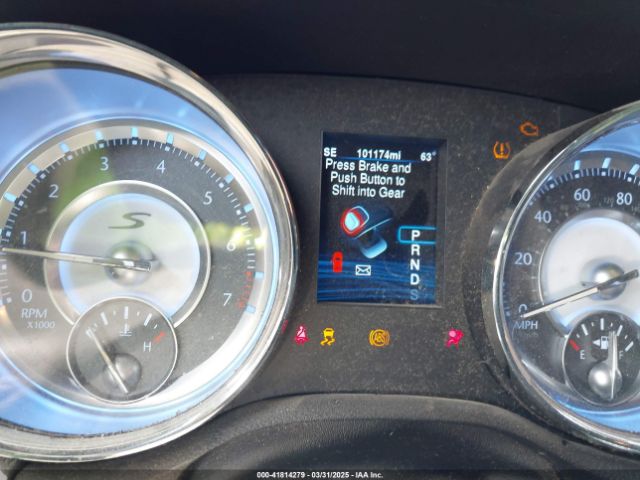 SE 101174mi 63°
Press Brake and
Push Button to
Shift into Gear
P
R
N
D
S
0 1 2 3 4 5 6 7
RPM
X1000
S
H
ABS
0 20 40 60 80
MPH
E F
000-41814279 - 03/31/2025 - IAA Inc.